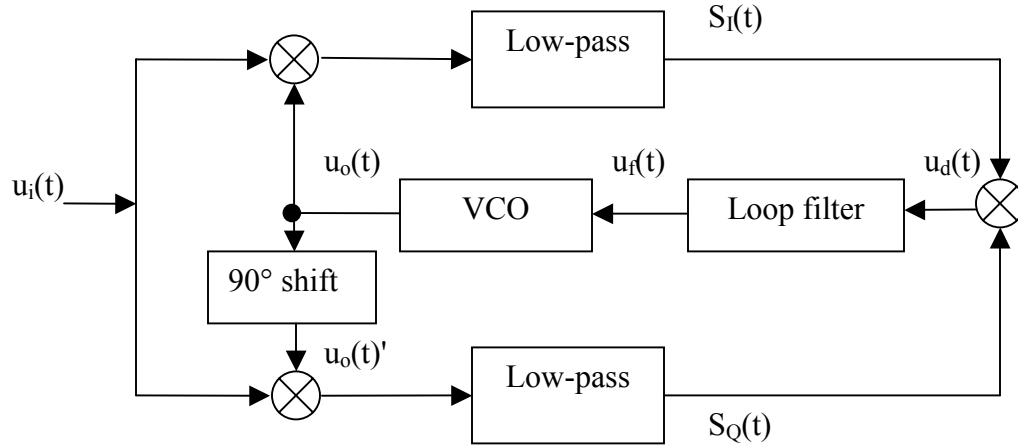 S_I(t)
Low-pass
u_i(t)
u_o(t)
u_f(t)
u_d(t)
VCO
Loop filter
90° shift
u_o(t)'
Low-pass
S_Q(t)